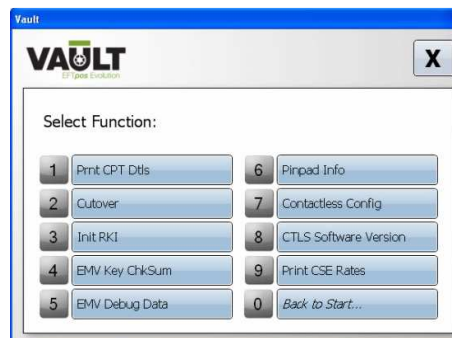 Vault
VAULT
EFTpos Evolution
X
Select Function:
1 Prnt CPT Dtls
2 Cutover
3 Init RKI
4 EMV Key ChkSum
5 EMV Debug Data
6 Pinpad Info
7 Contactless Config
8 CTLS Software Version
9 Print CSE Rates
0 Back to Start...